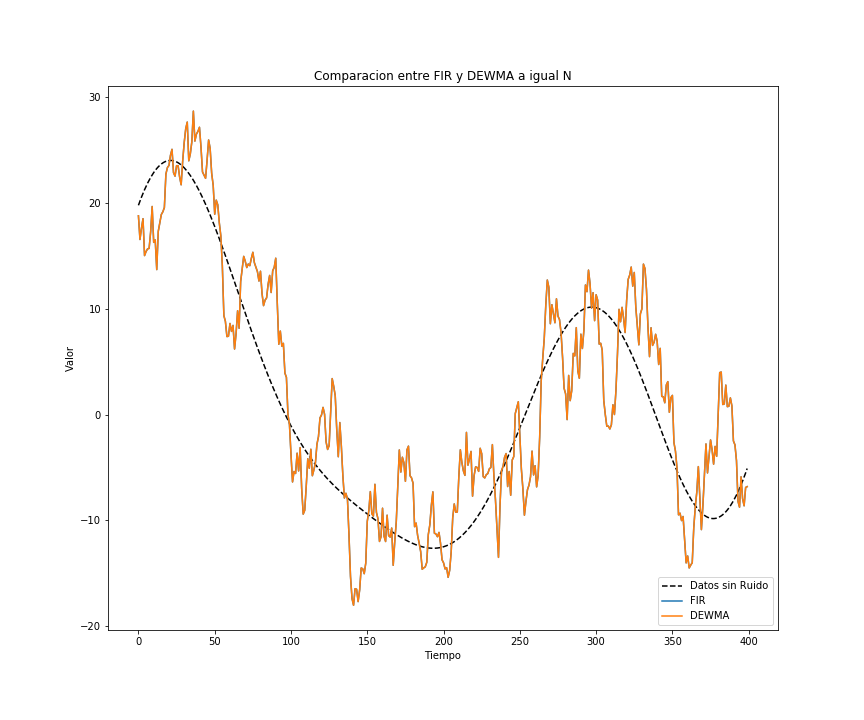 Comparacion entre FIR y DEWMA a igual N
Valor
30
20
10
0
−10
−20
0 50 100 150 200 250 300 350 400
Tiempo
Datos sin Ruido
FIR
DEWMA